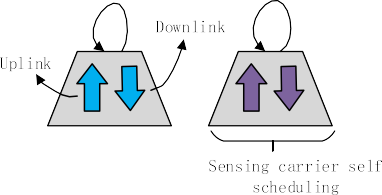 Downlink
Uplink
Sensing carrier self
scheduling